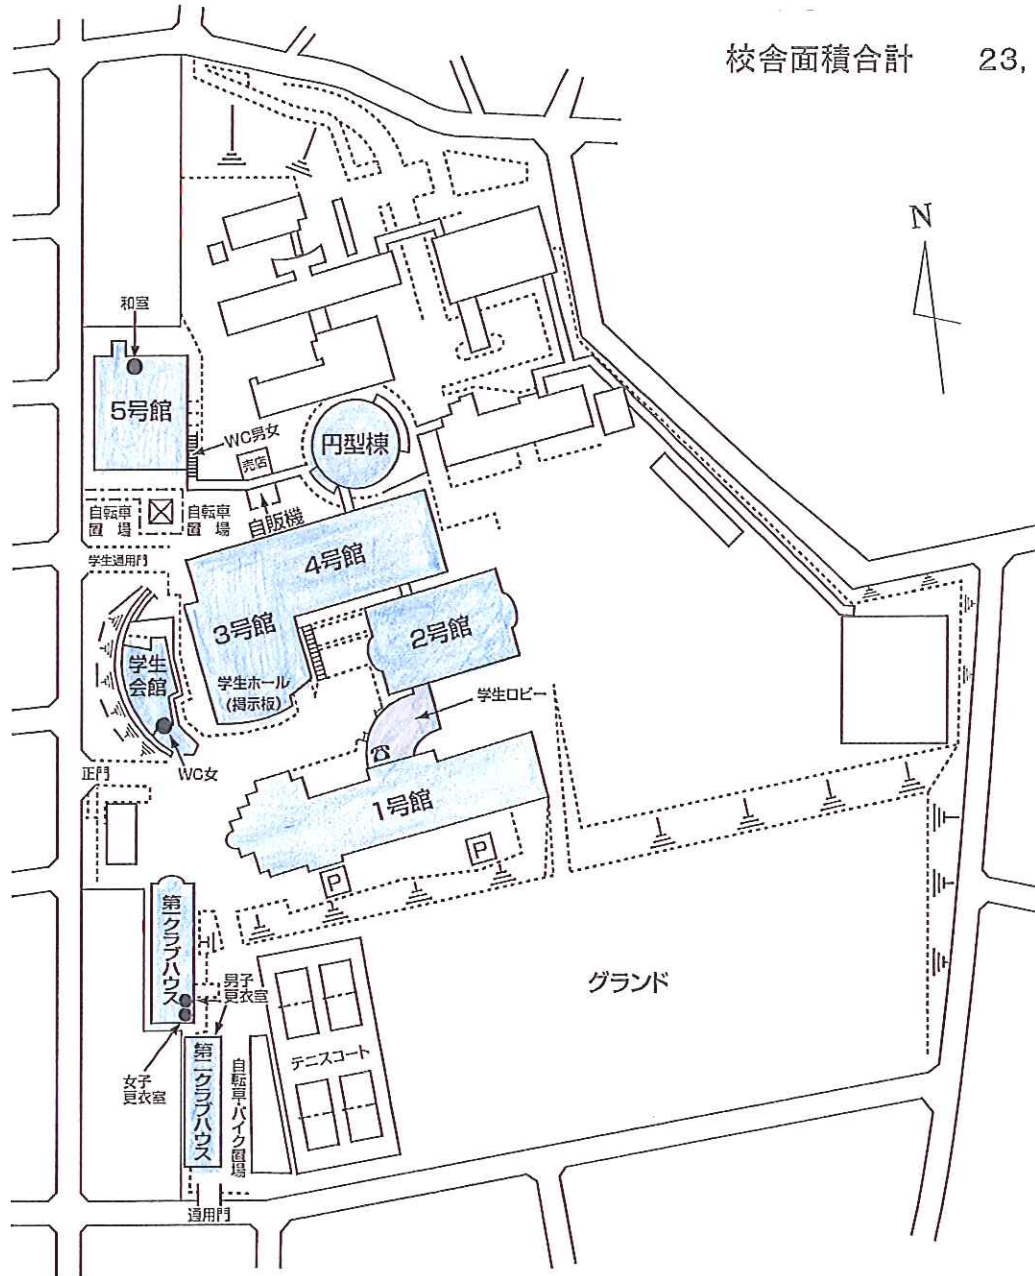 校舎面積合計 23,
N
和室
5号館
WC男女
売店
円型棟
自転車
置場
自転車
置場
自販機
4号館
学生通用門
3号館
2号館
学生
会館
学生ホール
(掲示板)
学生ロビー
正門
WC女
1号館
P
P
第一クラブハウス
グランド
男子
更衣室
テニスコート
女子
更衣室
第二クラブハウス
自転車・バイク置場
通用門